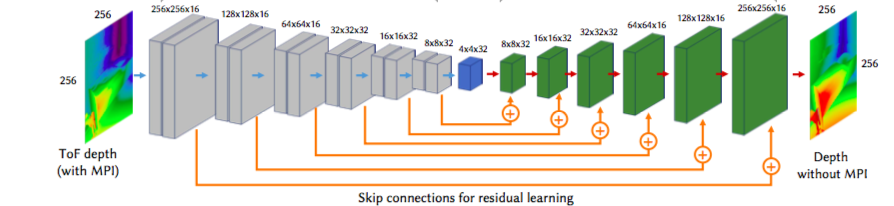 256
256
256x256x16
128x128x16
64x64x16
32x32x32
16x16x32
8x8x32
4x4x32
8x8x32
16x16x32
32x32x32
64x64x16
128x128x16
256x256x16
256
256
ToF depth
(with MPI)
Depth
without MPI
Skip connections for residual learning